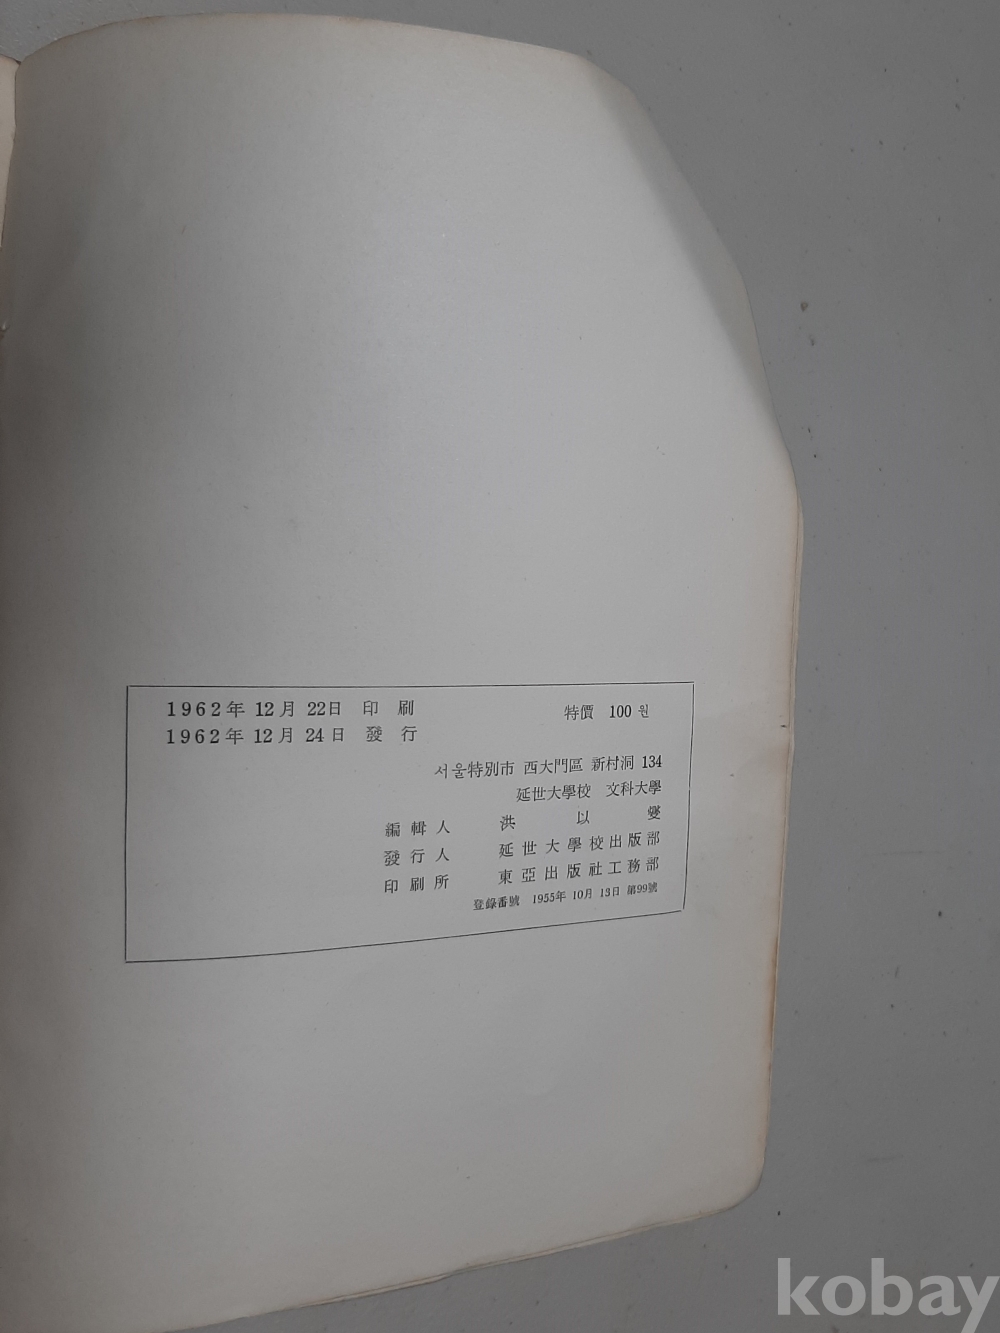 1962年 12月 22日 印刷
特價 100원
1962年 12月 24日 發行
서울特別市 西大門區 新村洞 134
延世大學校 文科大學
編輯人 洪以燮
發行人 延世大學校出版部
印刷所 東亞出版社工務部
登錄番號 1955年 10月 13日 第99號
kobay